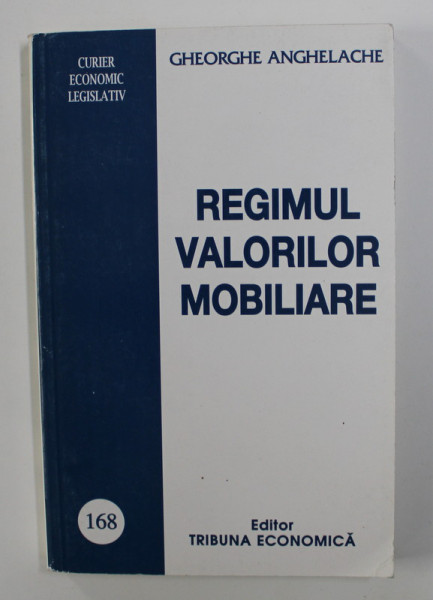 CURIER
ECONOMIC
LEGISLATIV
GHEORGHE ANGHELACHE
REGIMUL
VALORILOR
MOBILIARE
168
Editor
TRIBUNA ECONOMICĂ